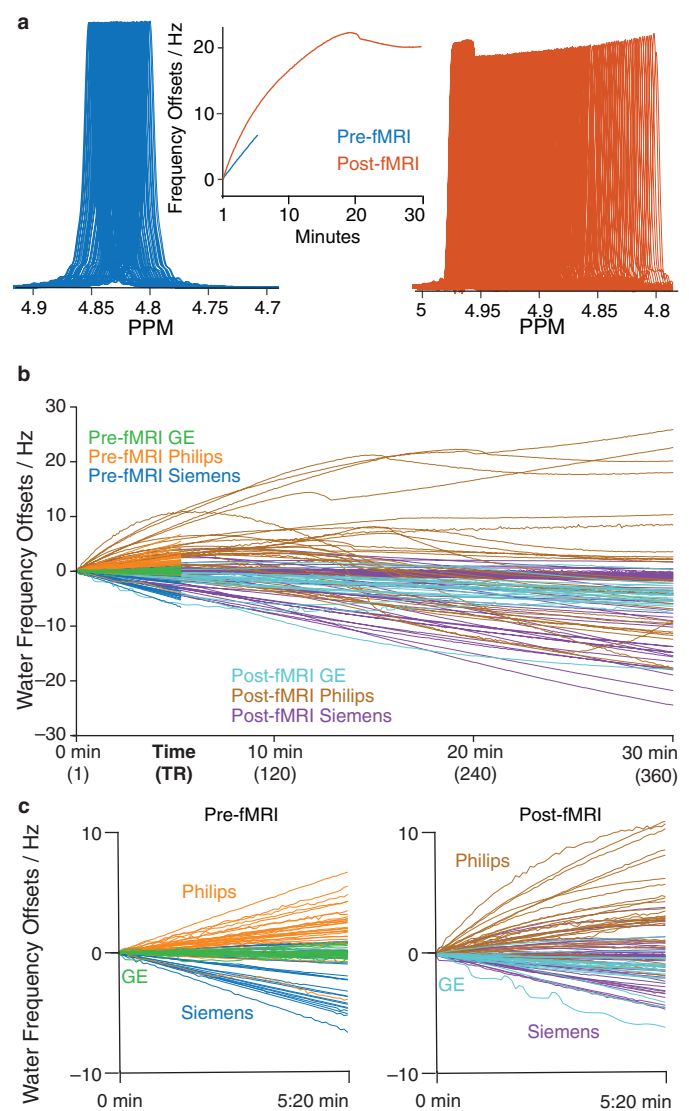 a
Frequency Offsets / Hz
20
10
0
Pre-fMRI
Post-fMRI
1 10 20 30
Minutes
4.9 4.85 4.8 4.75 4.7
PPM
5 4.95 4.9 4.85 4.8
PPM
b
Water Frequency Offsets / Hz
30
20
10
0
–10
–20
–30
Pre-fMRI GE
Pre-fMRI Philips
Pre-fMRI Siemens
Post-fMRI GE
Post-fMRI Philips
Post-fMRI Siemens
0 min Time 10 min 20 min 30 min
(1) (TR) (120) (240) (360)
c
Water Frequency Offsets / Hz
Pre-fMRI
10
0
–10
Philips
GE
Siemens
0 min 5:20 min
Post-fMRI
10
0
–10
Philips
GE
Siemens
0 min 5:20 min